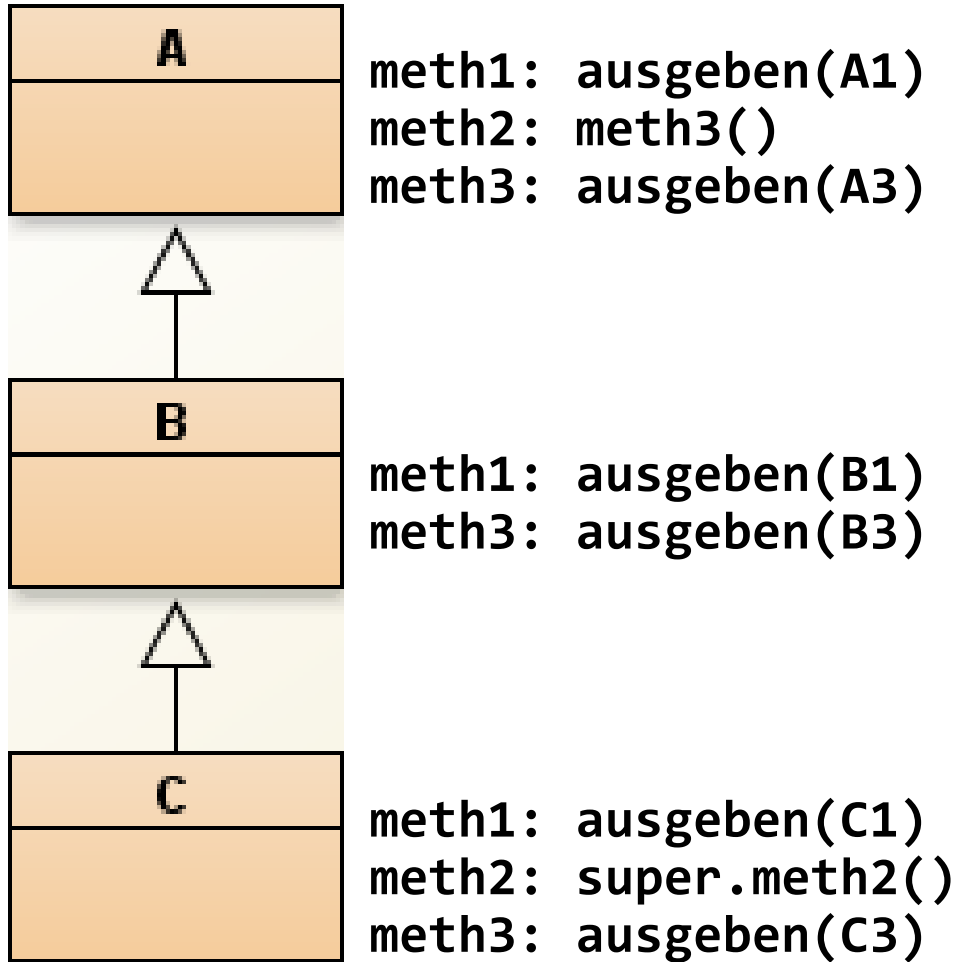 A
meth1: ausgeben(A1)
meth2: meth3()
meth3: ausgeben(A3)
B
meth1: ausgeben(B1)
meth3: ausgeben(B3)
C
meth1: ausgeben(C1)
meth2: super.meth2()
meth3: ausgeben(C3)